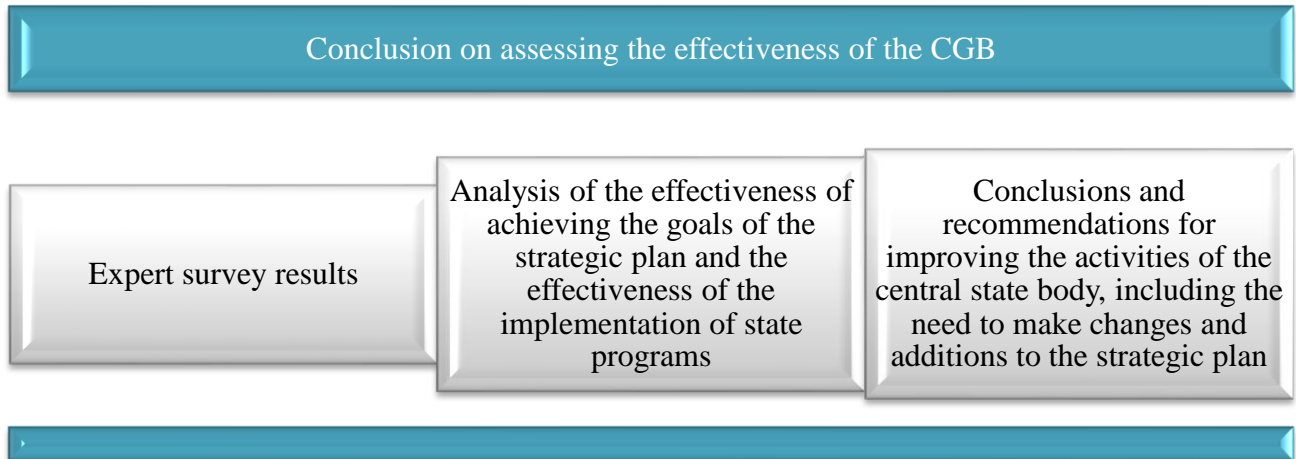 Conclusion on assessing the effectiveness of the CGB
Expert survey results
Analysis of the effectiveness of
achieving the goals of the
strategic plan and the
effectiveness of the
implementation of state
programs
Conclusions and
recommendations for
improving the activities of the
central state body, including the
need to make changes and
additions to the strategic plan